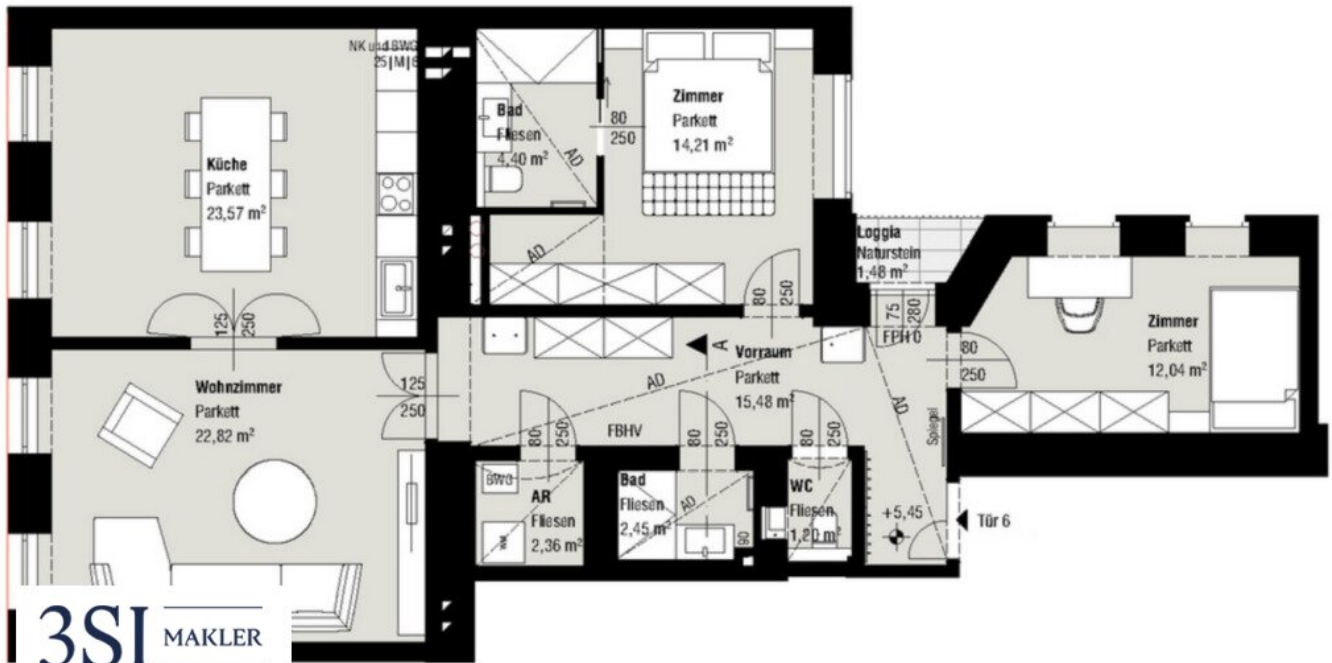 NK und BWG
25|M|6
Küche
Parkett
23,57 m²
125
250
Bad
Fliesen
4,40 m²
AD
80
250
Zimmer
Parkett
14,21 m²
AD
80
250
Loggia
Naturstein
1,48 m²
75
280
FPH 0
Zimmer
Parkett
12,04 m²
80
250
AD
Spiegel
Wohnzimmer
Parkett
22,82 m²
125
250
A
Vorraum
Parkett
15,48 m²
AD
FBHV
80
250
80
250
80
250
BWG
WM
AR
Fliesen
2,36 m²
Bad
Fliesen
2,45 m²
AD
90
WC
Fliesen
1,20 m²
+5,45
Tür 6
3SI MAKLER